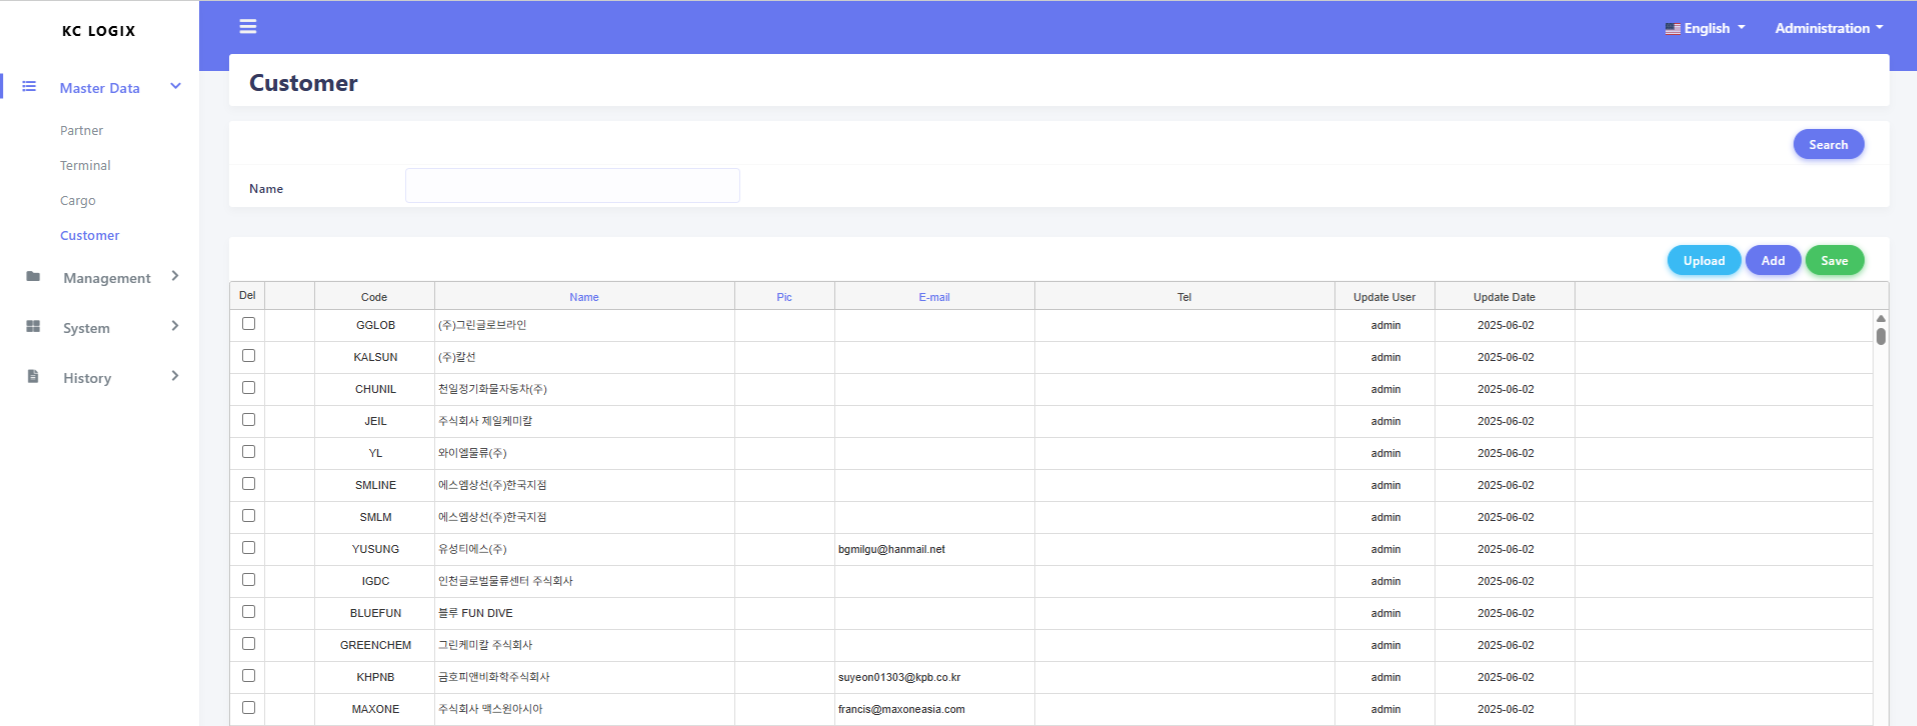 KC LOGIX
English
Administration
Master Data
Partner
Terminal
Cargo
Customer
Management
System
History
Customer
Search
Name
Upload Add Save
Del Code Name Pic E-mail Tel Update User Update Date
GGLOB (주)그린글로브라인 admin 2025-06-02
KALSUN (주)칼선 admin 2025-06-02
CHUNIL 천일정기화물자동차(주) admin 2025-06-02
JEIL 주식회사 제일케미칼 admin 2025-06-02
YL 와이엘물류(주) admin 2025-06-02
SMLINE 에스엠상선(주)한국지점 admin 2025-06-02
SMLM 에스엠상선(주)한국지점 admin 2025-06-02
YUSUNG 유성티에스(주) bgmilgu@hanmail.net admin 2025-06-02
IGDC 인천글로벌물류센터 주식회사 admin 2025-06-02
BLUEFUN 블루 FUN DIVE admin 2025-06-02
GREENCHEM 그린케미칼 주식회사 admin 2025-06-02
KHPNB 금호피앤비화학주식회사 suyeon01303@kpb.co.kr admin 2025-06-02
MAXONE 주식회사 맥스원아시아 francis@maxoneasia.com admin 2025-06-02